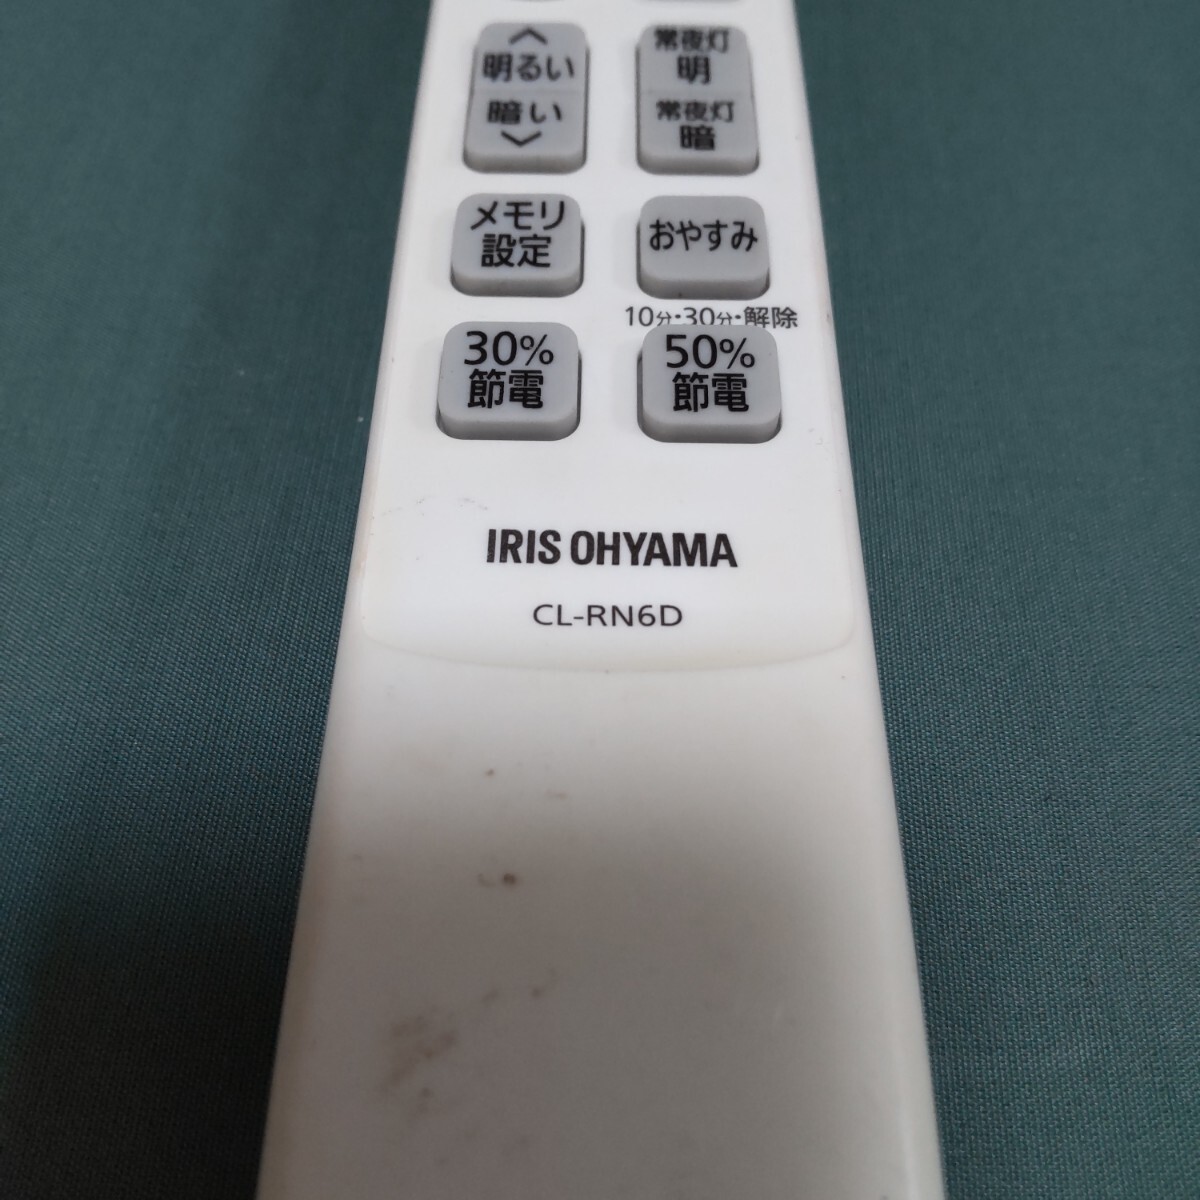 明るい
暗い
常夜灯
明
常夜灯
暗
メモリ
設定
おやすみ
10分・30分・解除
30%
節電
50%
節電
IRIS OHYAMA
CL-RN6D